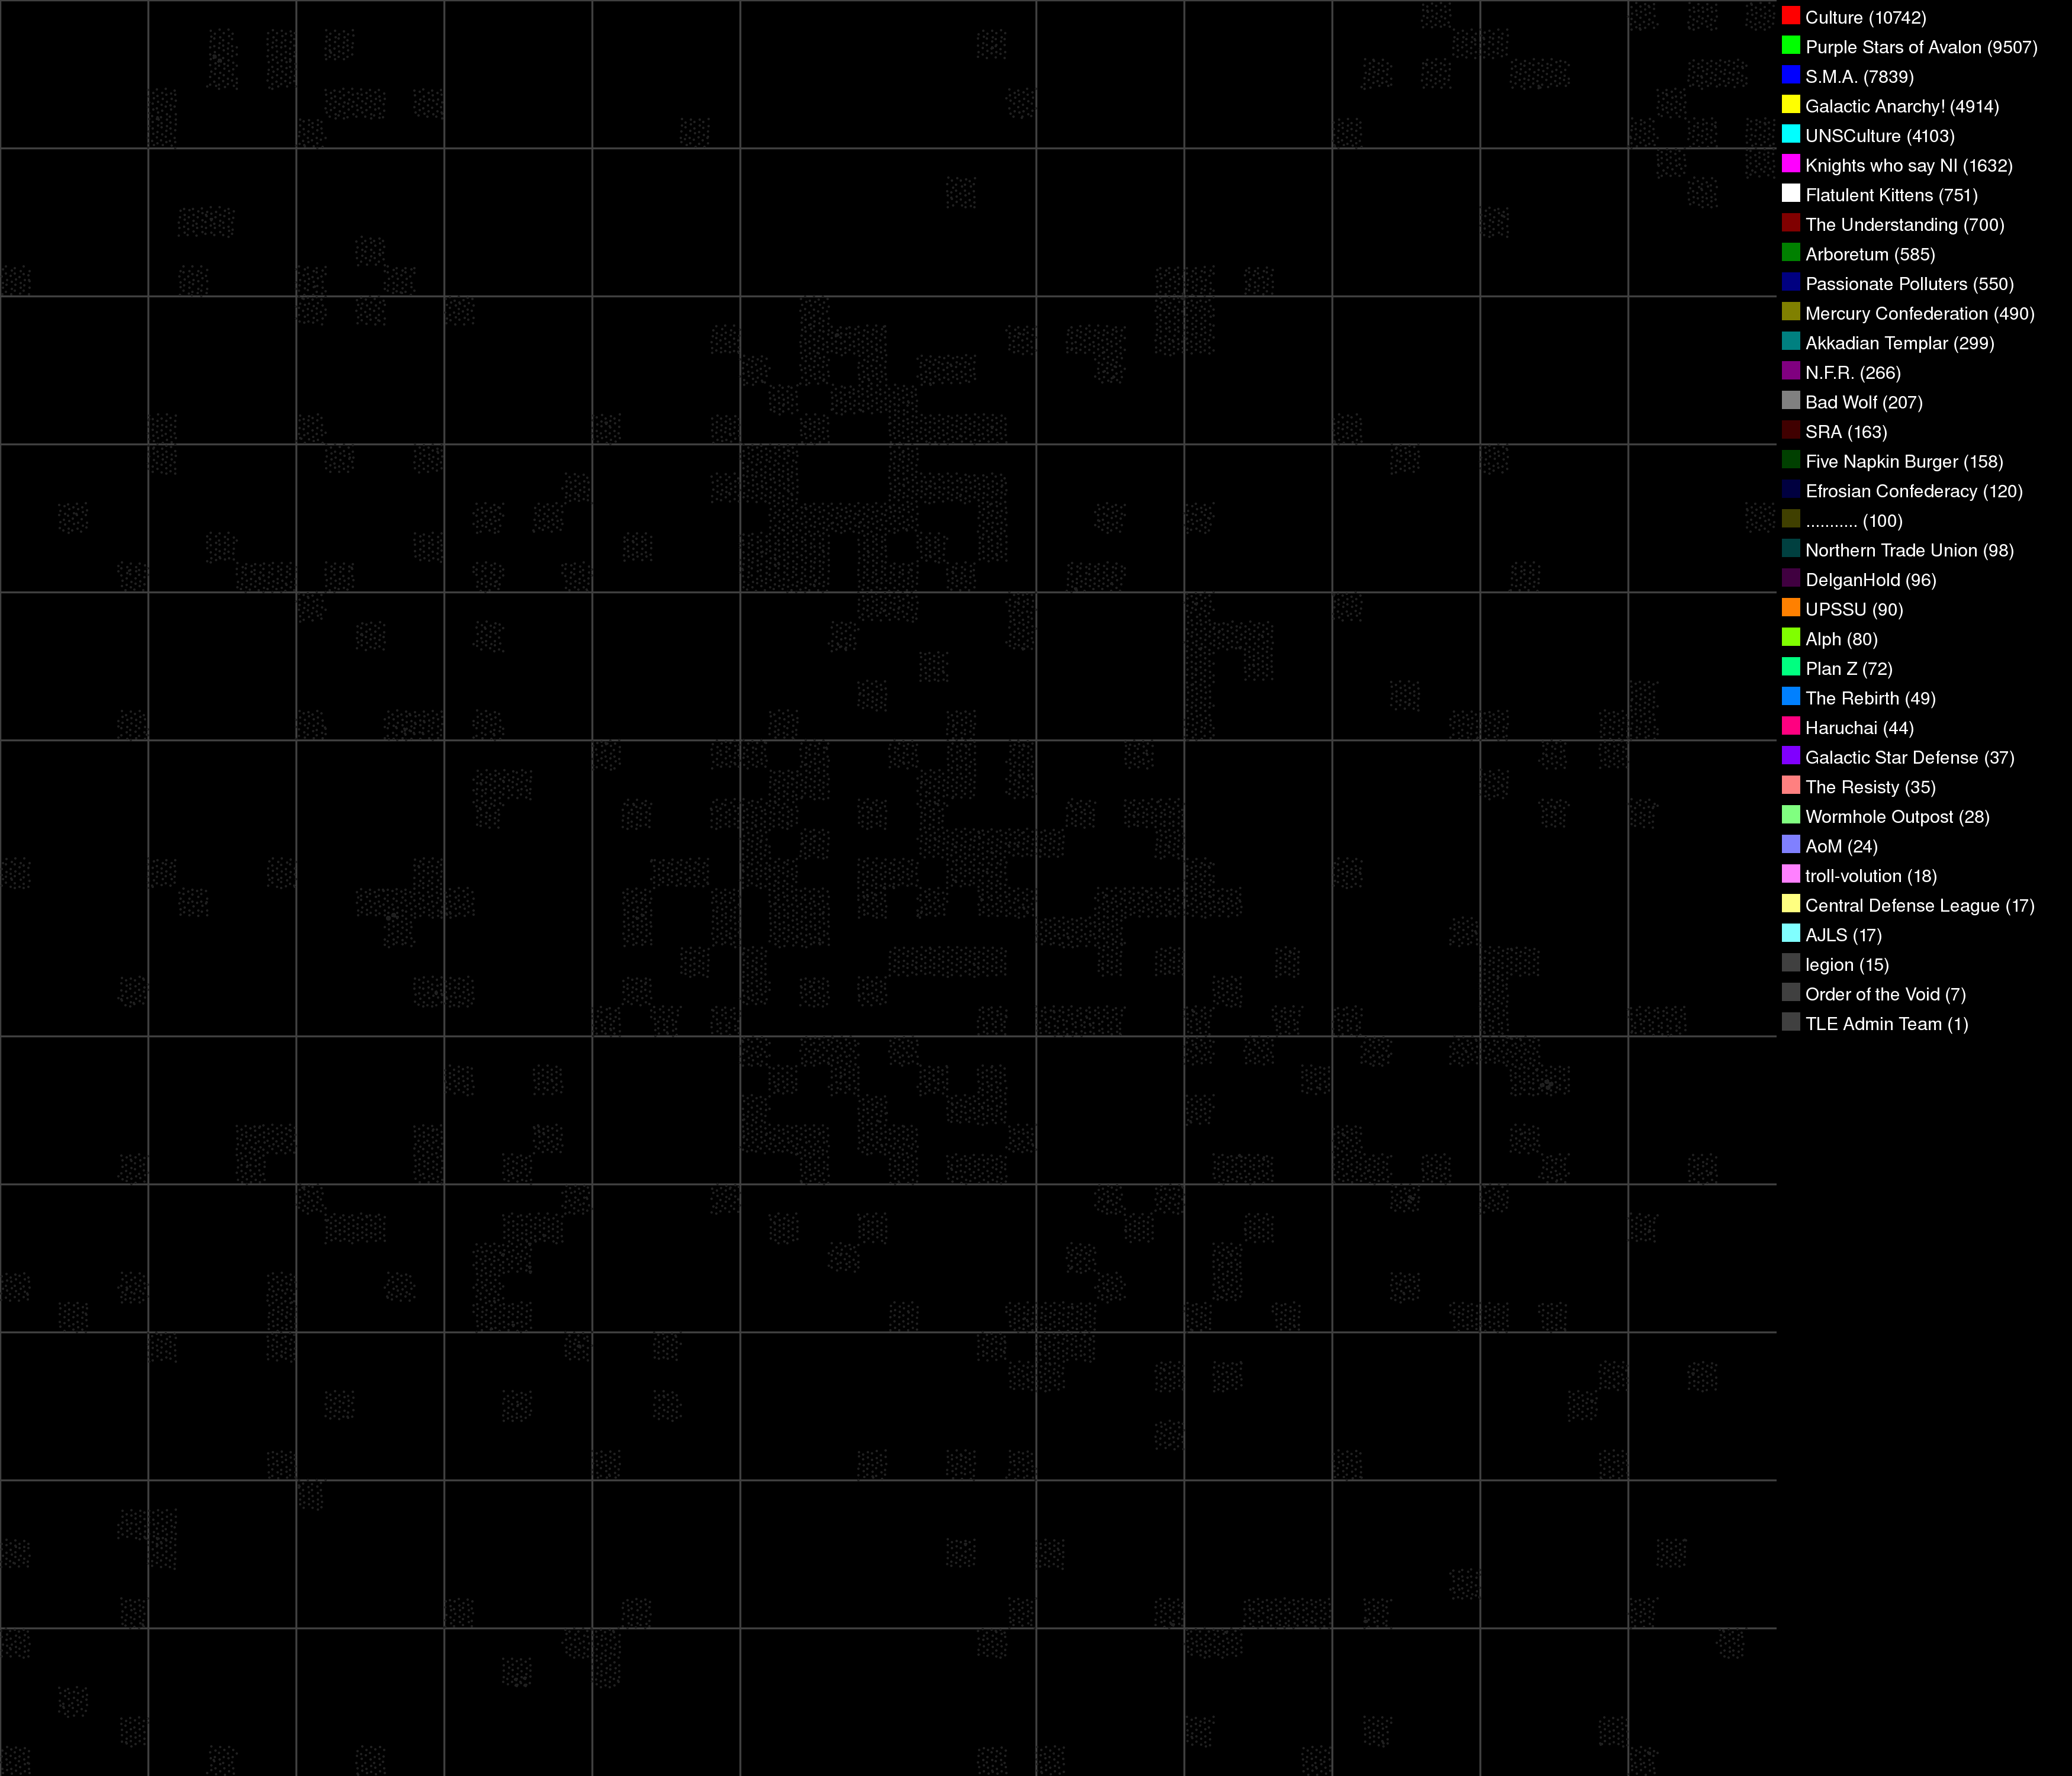 Culture (10742)
Purple Stars of Avalon (9507)
S.M.A. (7839)
Galactic Anarchy! (4914)
UNSCulture (4103)
Knights who say NI (1632)
Flatulent Kittens (751)
The Understanding (700)
Arboretum (585)
Passionate Polluters (550)
Mercury Confederation (490)
Akkadian Templar (299)
N.F.R. (266)
Bad Wolf (207)
SRA (163)
Five Napkin Burger (158)
Efrosian Confederacy (120)
........... (100)
Northern Trade Union (98)
DelganHold (96)
UPSSU (90)
Alph (80)
Plan Z (72)
The Rebirth (49)
Haruchai (44)
Galactic Star Defense (37)
The Resisty (35)
Wormhole Outpost (28)
AoM (24)
troll-volution (18)
Central Defense League (17)
AJLS (17)
legion (15)
Order of the Void (7)
TLE Admin Team (1)